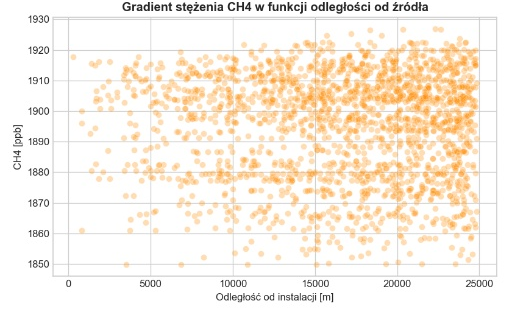 Gradient stężenia CH4 w funkcji odległości od źródła
1930
1920
1910
1900
1890
1880
1870
1860
1850
CH4 [ppb]
0 5000 10000 15000 20000 25000
Odległość od instalacji [m]